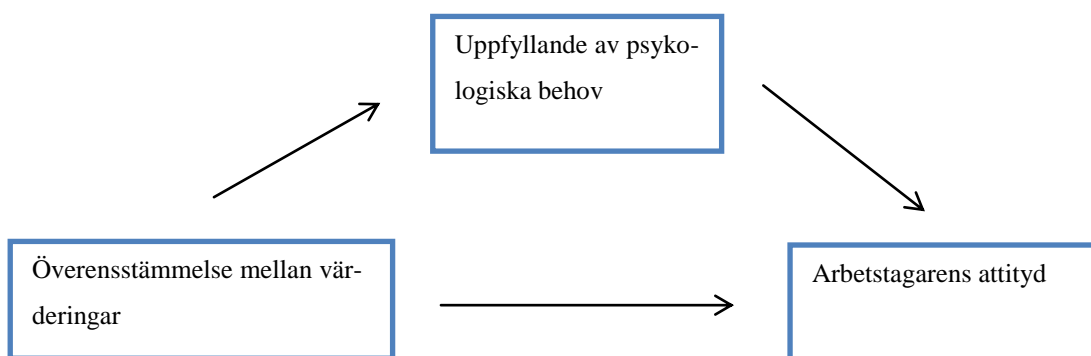 Uppfyllande av psyko-
logiska behov
Överensstämmelse mellan vär-
deringar
Arbetstagarens attityd